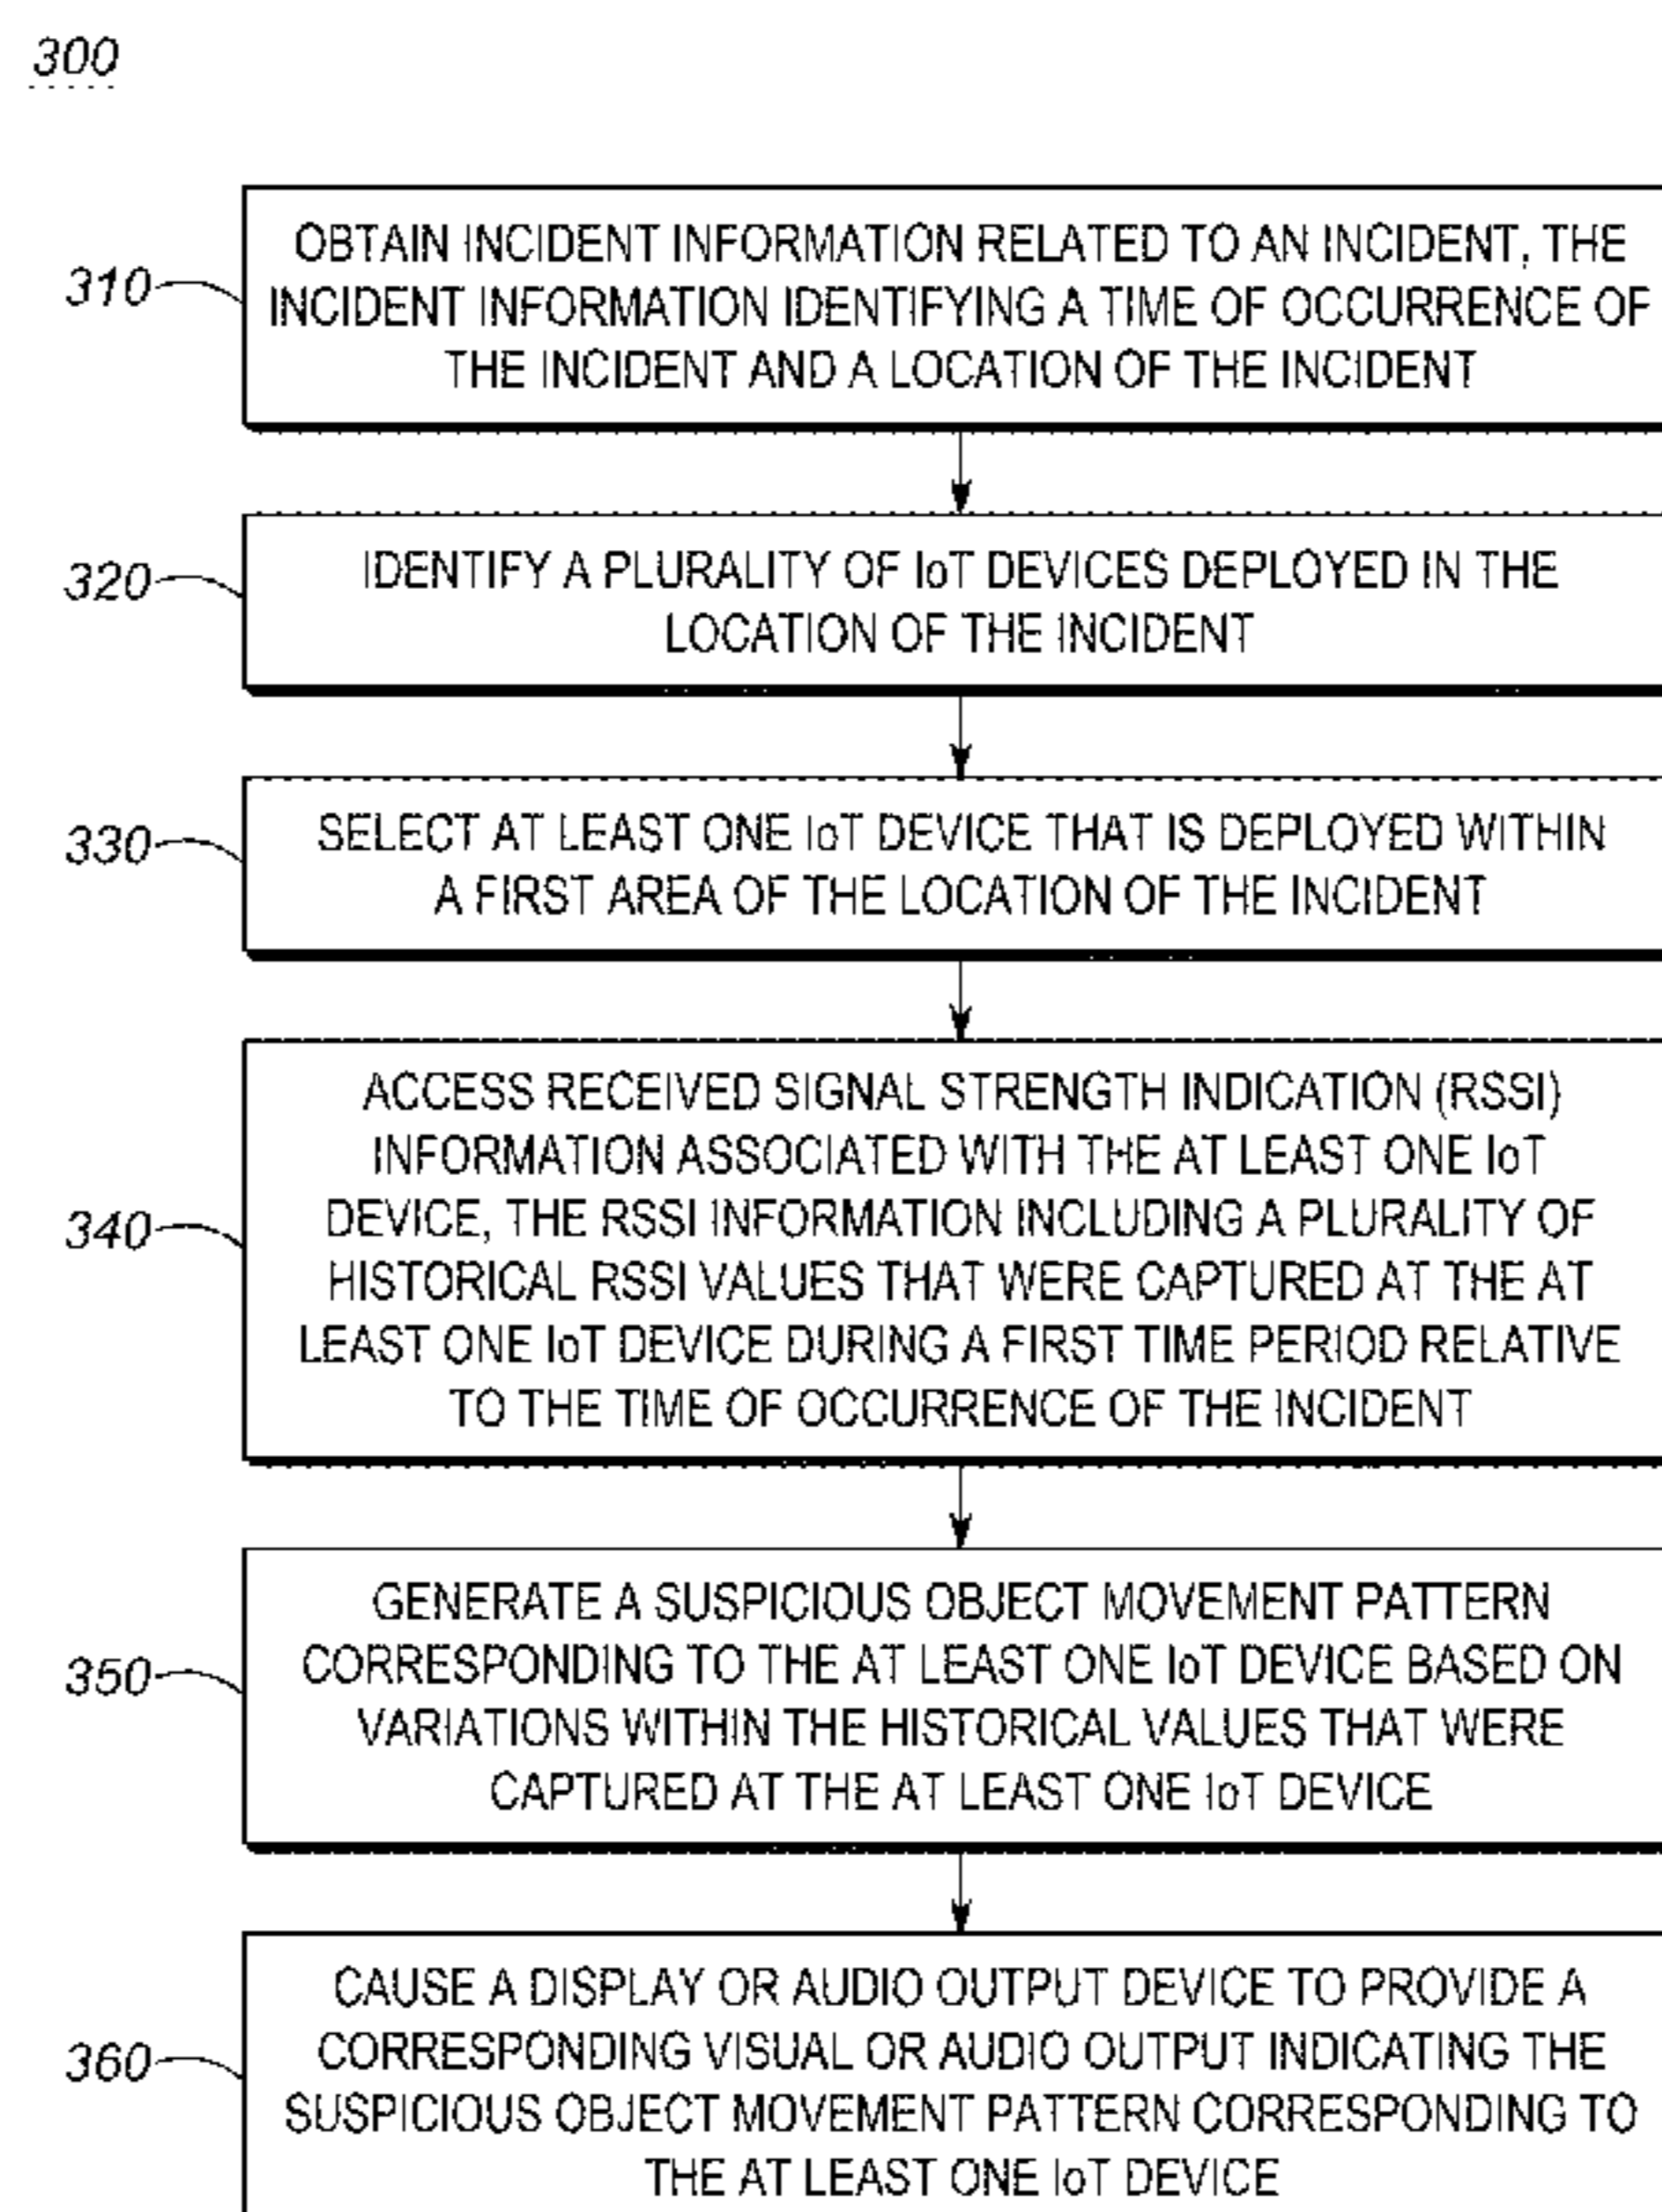 300
310
OBTAIN INCIDENT INFORMATION RELATED TO AN INCIDENT, THE
INCIDENT INFORMATION IDENTIFYING A TIME OF OCCURRENCE OF
THE INCIDENT AND A LOCATION OF THE INCIDENT
320
IDENTIFY A PLURALITY OF IoT DEVICES DEPLOYED IN THE
LOCATION OF THE INCIDENT
330
SELECT AT LEAST ONE IoT DEVICE THAT IS DEPLOYED WITHIN
A FIRST AREA OF THE LOCATION OF THE INCIDENT
340
ACCESS RECEIVED SIGNAL STRENGTH INDICATION (RSSI)
INFORMATION ASSOCIATED WITH THE AT LEAST ONE IoT
DEVICE, THE RSSI INFORMATION INCLUDING A PLURALITY OF
HISTORICAL RSSI VALUES THAT WERE CAPTURED AT THE AT
LEAST ONE IoT DEVICE DURING A FIRST TIME PERIOD RELATIVE
TO THE TIME OF OCCURRENCE OF THE INCIDENT
350
GENERATE A SUSPICIOUS OBJECT MOVEMENT PATTERN
CORRESPONDING TO THE AT LEAST ONE IoT DEVICE BASED ON
VARIATIONS WITHIN THE HISTORICAL VALUES THAT WERE
CAPTURED AT THE AT LEAST ONE IoT DEVICE
360
CAUSE A DISPLAY OR AUDIO OUTPUT DEVICE TO PROVIDE A
CORRESPONDING VISUAL OR AUDIO OUTPUT INDICATING THE
SUSPICIOUS OBJECT MOVEMENT PATTERN CORRESPONDING TO
THE AT LEAST ONE IoT DEVICE